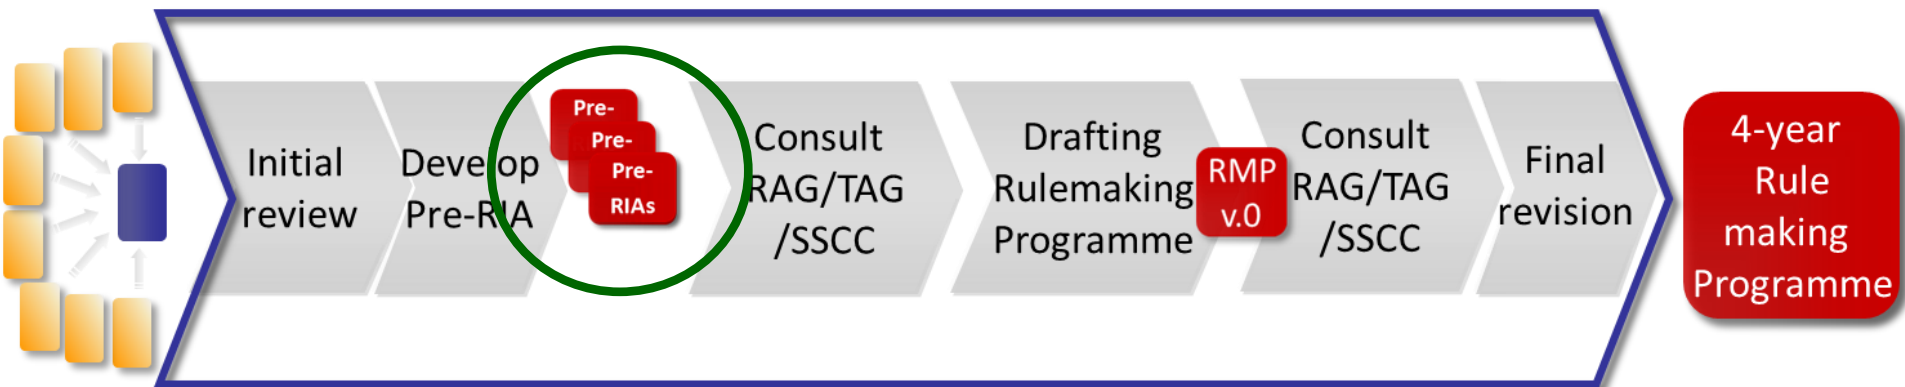 Initial
review
Develop
Pre-RIA
Pre-
Pre-
Pre-
RIAs
Consult
RAG/TAG
/SSCC
Drafting
Rulemaking
Programme
RMP
v.0
Consult
RAG/TAG
/SSCC
Final
revision
4-year
Rule
making
Programme